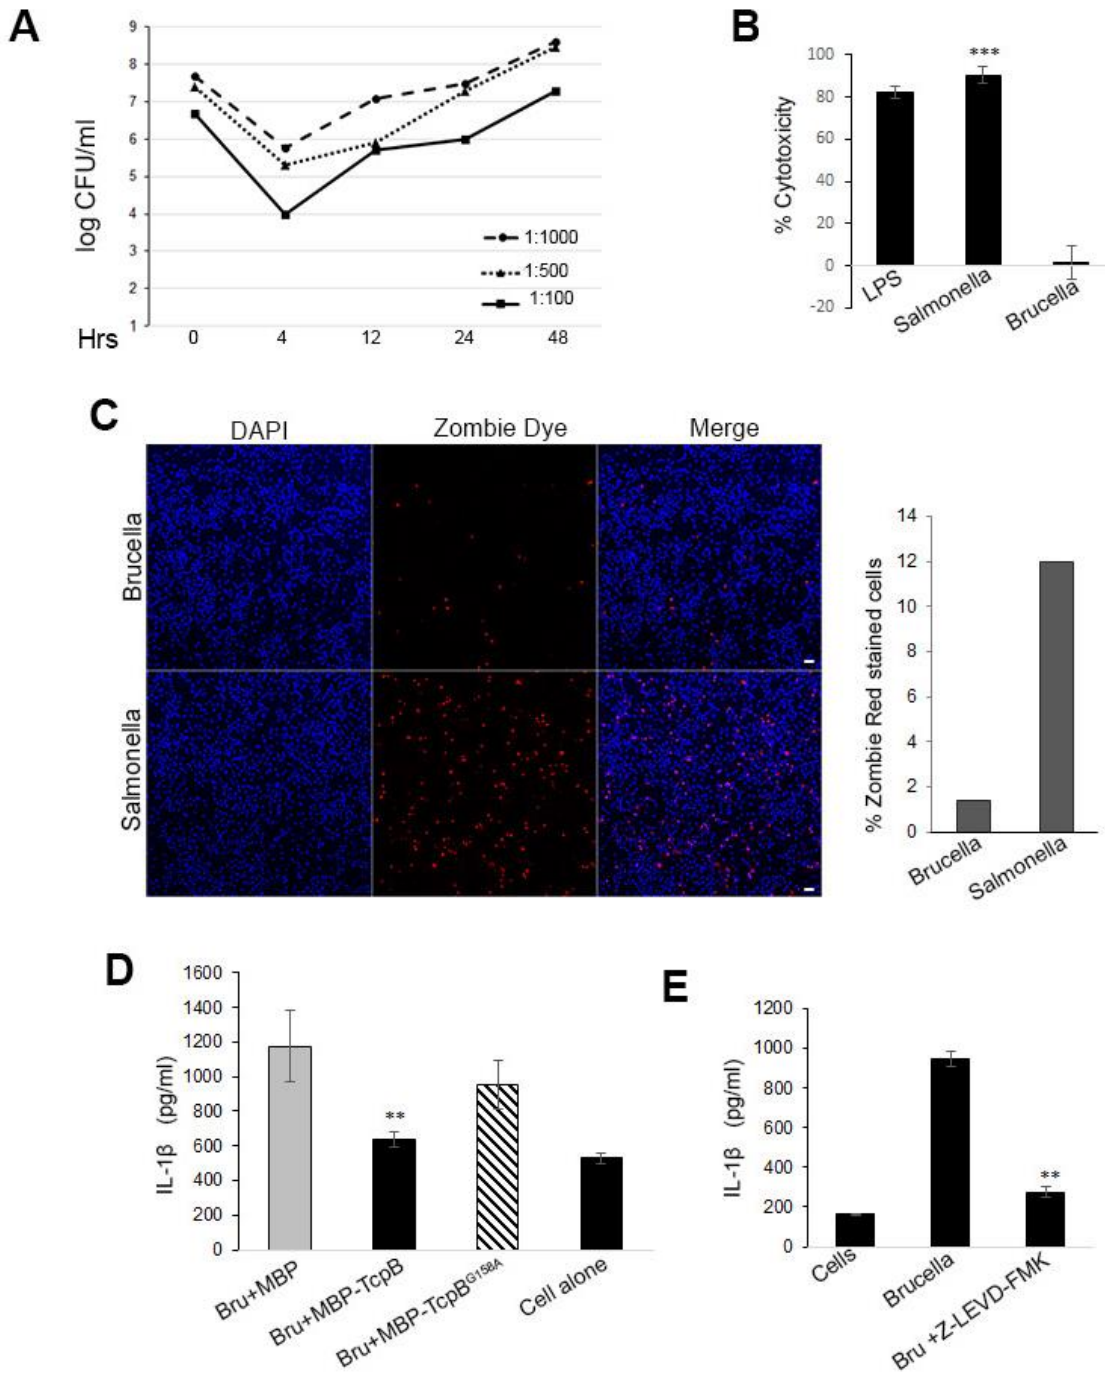 A
9
8
7
6
5
4
3
2
1
log CFU/ml
1:1000
1:500
1:100
Hrs 0 4 12 24 48
B
100
80
60
40
20
0
-20
% Cytotoxicity
***
LPS
Salmonella
Brucella
C
DAPI Zombie Dye Merge
Brucella
Salmonella
14
12
10
8
6
4
2
0
% Zombie Red stained cells
Brucella
Salmonella
D
1600
1400
1200
1000
800
600
400
200
0
IL-1β (pg/ml)
**
Bru+MBP
Bru+MBP-TcpB
Bru+MBP-TcpBG158A
Cell alone
E
1200
1000
800
600
400
200
0
IL-1β (pg/ml)
**
Cells
Brucella
Bru +Z-LEVD-FMK